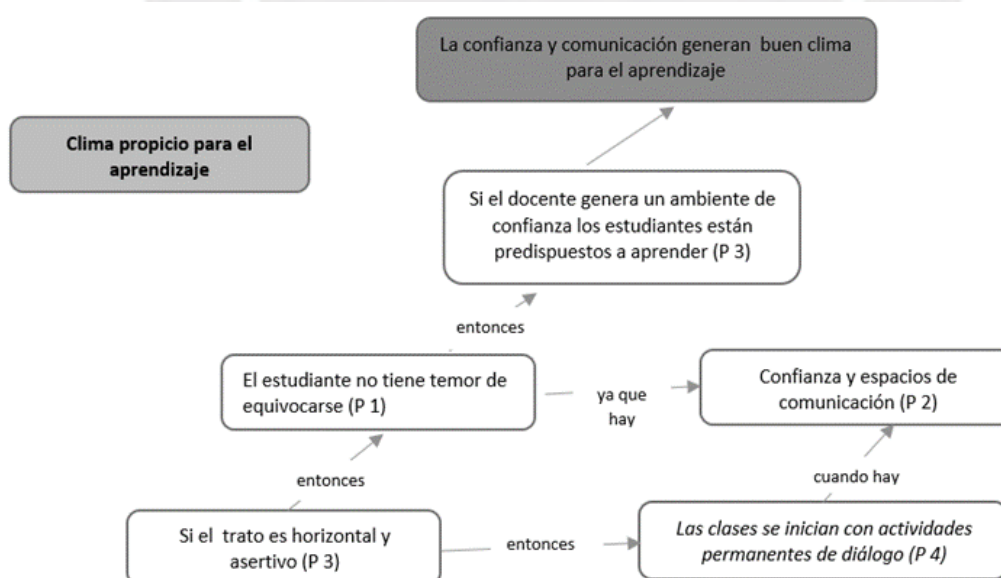 La confianza y comunicación generan buen clima
para el aprendizaje
Clima propicio para el
aprendizaje
Si el docente genera un ambiente de
confianza los estudiantes están
predispuestos a aprender (P 3)
entonces
El estudiante no tiene temor de
equivocarse (P 1)
ya que
hay
Confianza y espacios de
comunicación (P 2)
entonces
cuando hay
Si el trato es horizontal y
asertivo (P 3)
entonces
Las clases se inician con actividades
permanentes de diálogo (P 4)